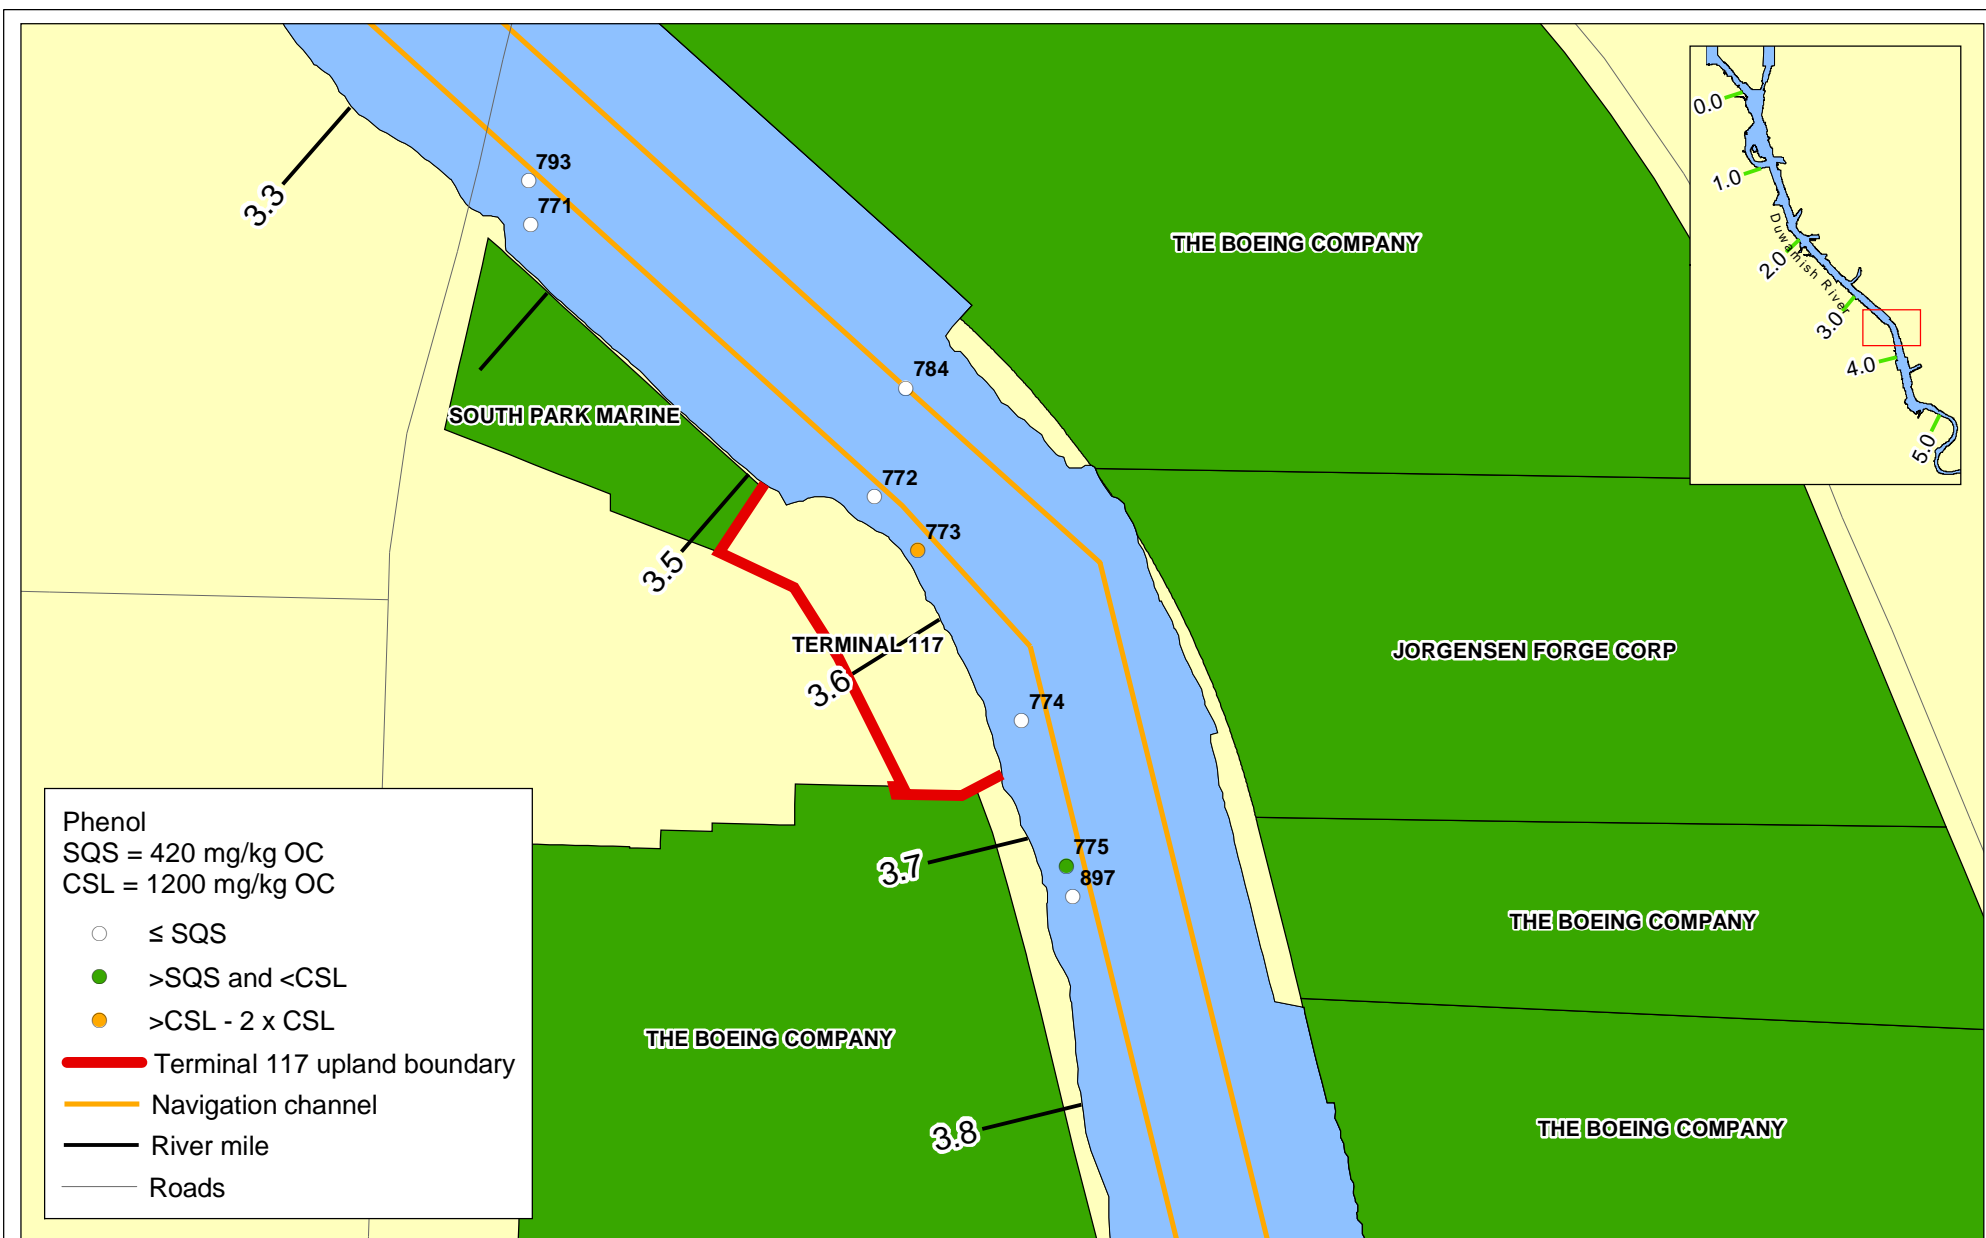 THE BOEING COMPANY
0.0
1.0
2.0
Duwamish River
3.0
4.0
5.0
3.3
793
771
784
SOUTH PARK MARINE
772
773
3.5
TERMINAL 117
3.6
JORGENSEN FORGE CORP
774
775
3.7
897
THE BOEING COMPANY
THE BOEING COMPANY
THE BOEING COMPANY
3.8
Phenol
SQS = 420 mg/kg OC
CSL = 1200 mg/kg OC
≤ SQS
>SQS and <CSL
>CSL - 2 x CSL
Terminal 117 upland boundary
Navigation channel
River mile
Roads